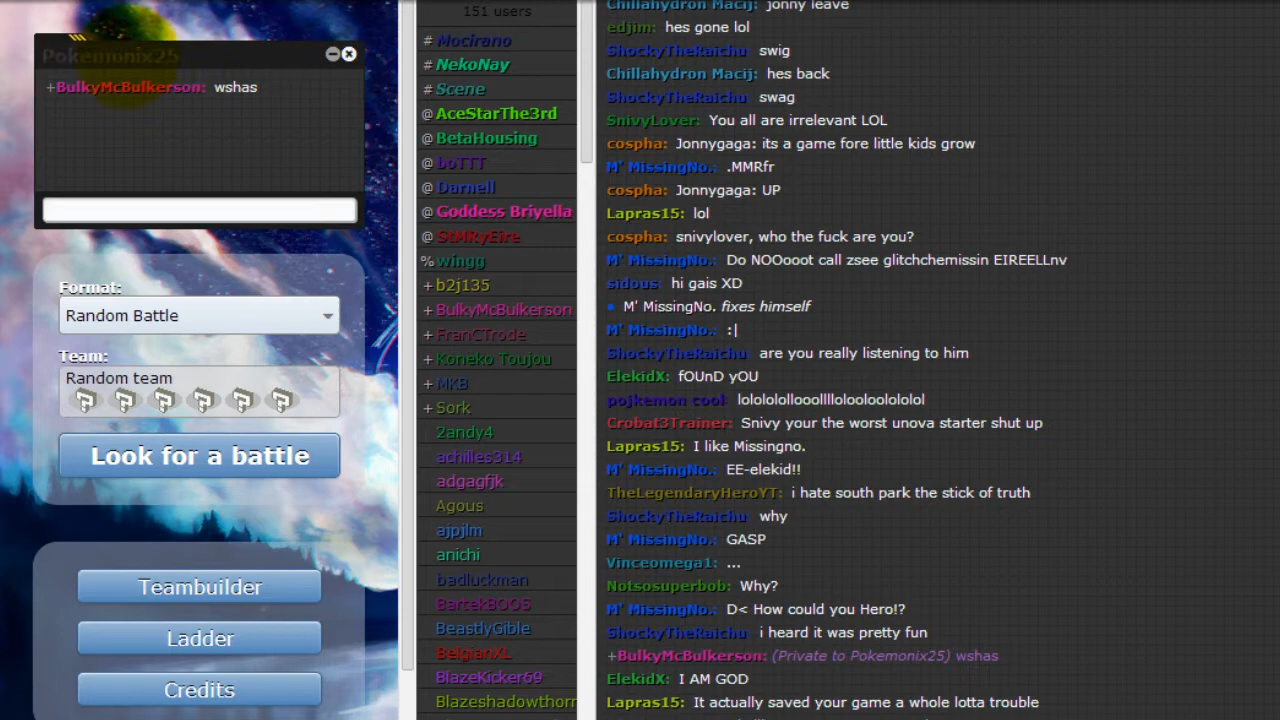 Pokemonix25
+BulkyMcBulkerson: wshas
Format:
Random Battle
Team:
Random team
Look for a battle
Teambuilder
Ladder
Credits
151 users
# Mocirano
# NekoNay
# Scene
@ AceStarThe3rd
@ BetaHousing
@ boTTT
@ Darnell
@ Goddess Briyella
@ StMRyEire
% wingg
+ b2j135
+ BulkyMcBulkerson
+ FranCTrode
+ Koneko Toujou
+ MKB
+ Sork
2andy4
achilles314
adgagfjk
Agous
ajpjlm
anichi
badluckman
BartekBOOS
BeastlyGible
BelgianXL
BlazeKicker69
Blazeshadowthorn
Chillahydron Macij: jonny leave
edjim: hes gone lol
ShockyTheRaichu: swig
Chillahydron Macij: hes back
ShockyTheRaichu: swag
SnivyLover: You all are irrelevant LOL
cospha: Jonnygaga: its a game fore little kids grow
M' MissingNo.: .MMRfr
cospha: Jonnygaga: UP
Lapras15: lol
cospha: snivylover, who the fuck are you?
M' MissingNo.: Do NOOooot call zsee glitchchemissin EIREELLnv
sidous: hi gais XD
• M' MissingNo. fixes himself
M' MissingNo.: :|
ShockyTheRaichu: are you really listening to him
ElekidX: fOUnD yOU
pojkemon cool: lolololollooollllolooloololol
Crobat3Trainer: Snivy your the worst unova starter shut up
Lapras15: I like Missingno.
M' MissingNo.: EE-elekid!!
TheLegendaryHeroYT: i hate south park the stick of truth
ShockyTheRaichu: why
M' MissingNo.: GASP
Vinceomega1: ...
Notsosuperbob: Why?
M' MissingNo.: D< How could you Hero!?
ShockyTheRaichu: i heard it was pretty fun
+BulkyMcBulkerson: (Private to Pokemonix25) wshas
ElekidX: I AM GOD
Lapras15: It actually saved your game a whole lotta trouble